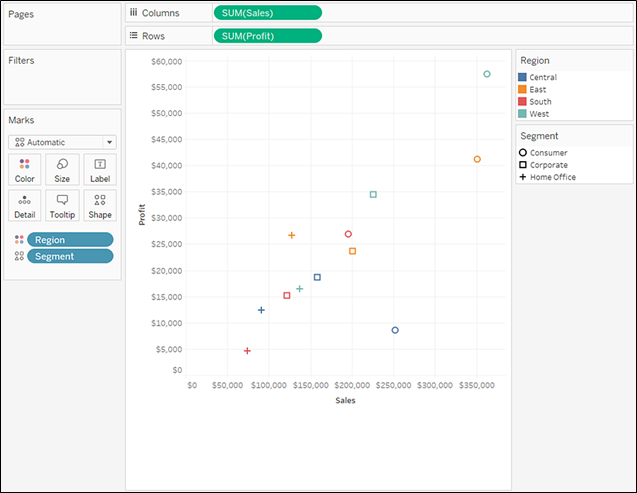 Pages
Columns SUM(Sales)
Rows SUM(Profit)
Filters
Marks
Automatic
Color Size Label
Detail Tooltip Shape
Region
Segment
$60,000
$55,000
$50,000
$45,000
$40,000
$35,000
$30,000
$25,000
$20,000
$15,000
$10,000
$5,000
$0
Profit
$0 $50,000 $100,000 $150,000 $200,000 $250,000 $300,000 $350,000
Sales
Region
Central
East
South
West
Segment
Consumer
Corporate
Home Office